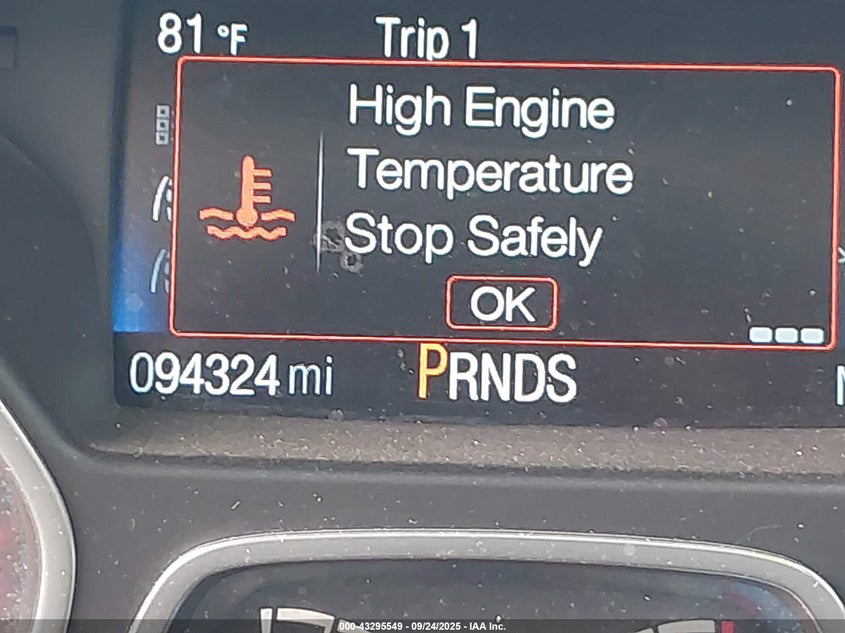 81 °F Trip 1
High Engine
Temperature
Stop Safely
OK
094324 mi PRNDS
000-43295549 - 09/24/2025 - IAA Inc.